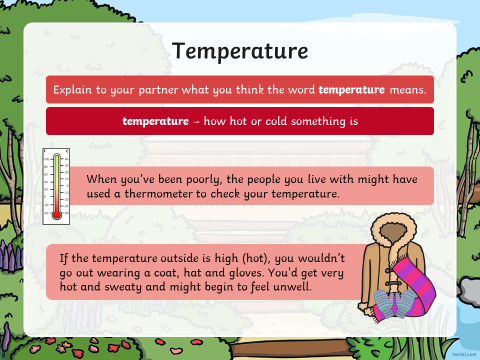 Temperature
Explain to your partner what you think the word temperature means.
temperature – how hot or cold something is
When you've been poorly, the people you live with might have
used a thermometer to check your temperature.
If the temperature outside is high (hot), you wouldn't
go out wearing a coat, hat and gloves. You'd get very
hot and sweaty and might begin to feel unwell.
twinkl.com